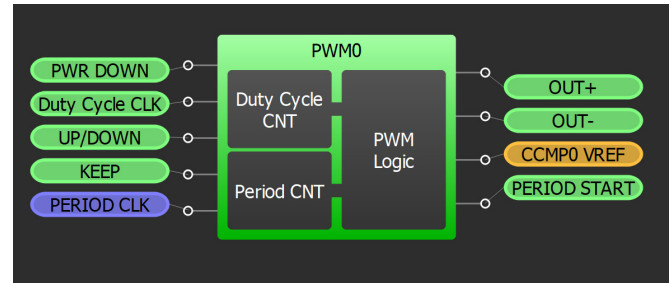 PWM0
PWR DOWN
Duty Cycle CLK
UP/DOWN
KEEP
PERIOD CLK
Duty Cycle
CNT
Period CNT
PWM
Logic
OUT+
OUT-
CCMP0 VREF
PERIOD START